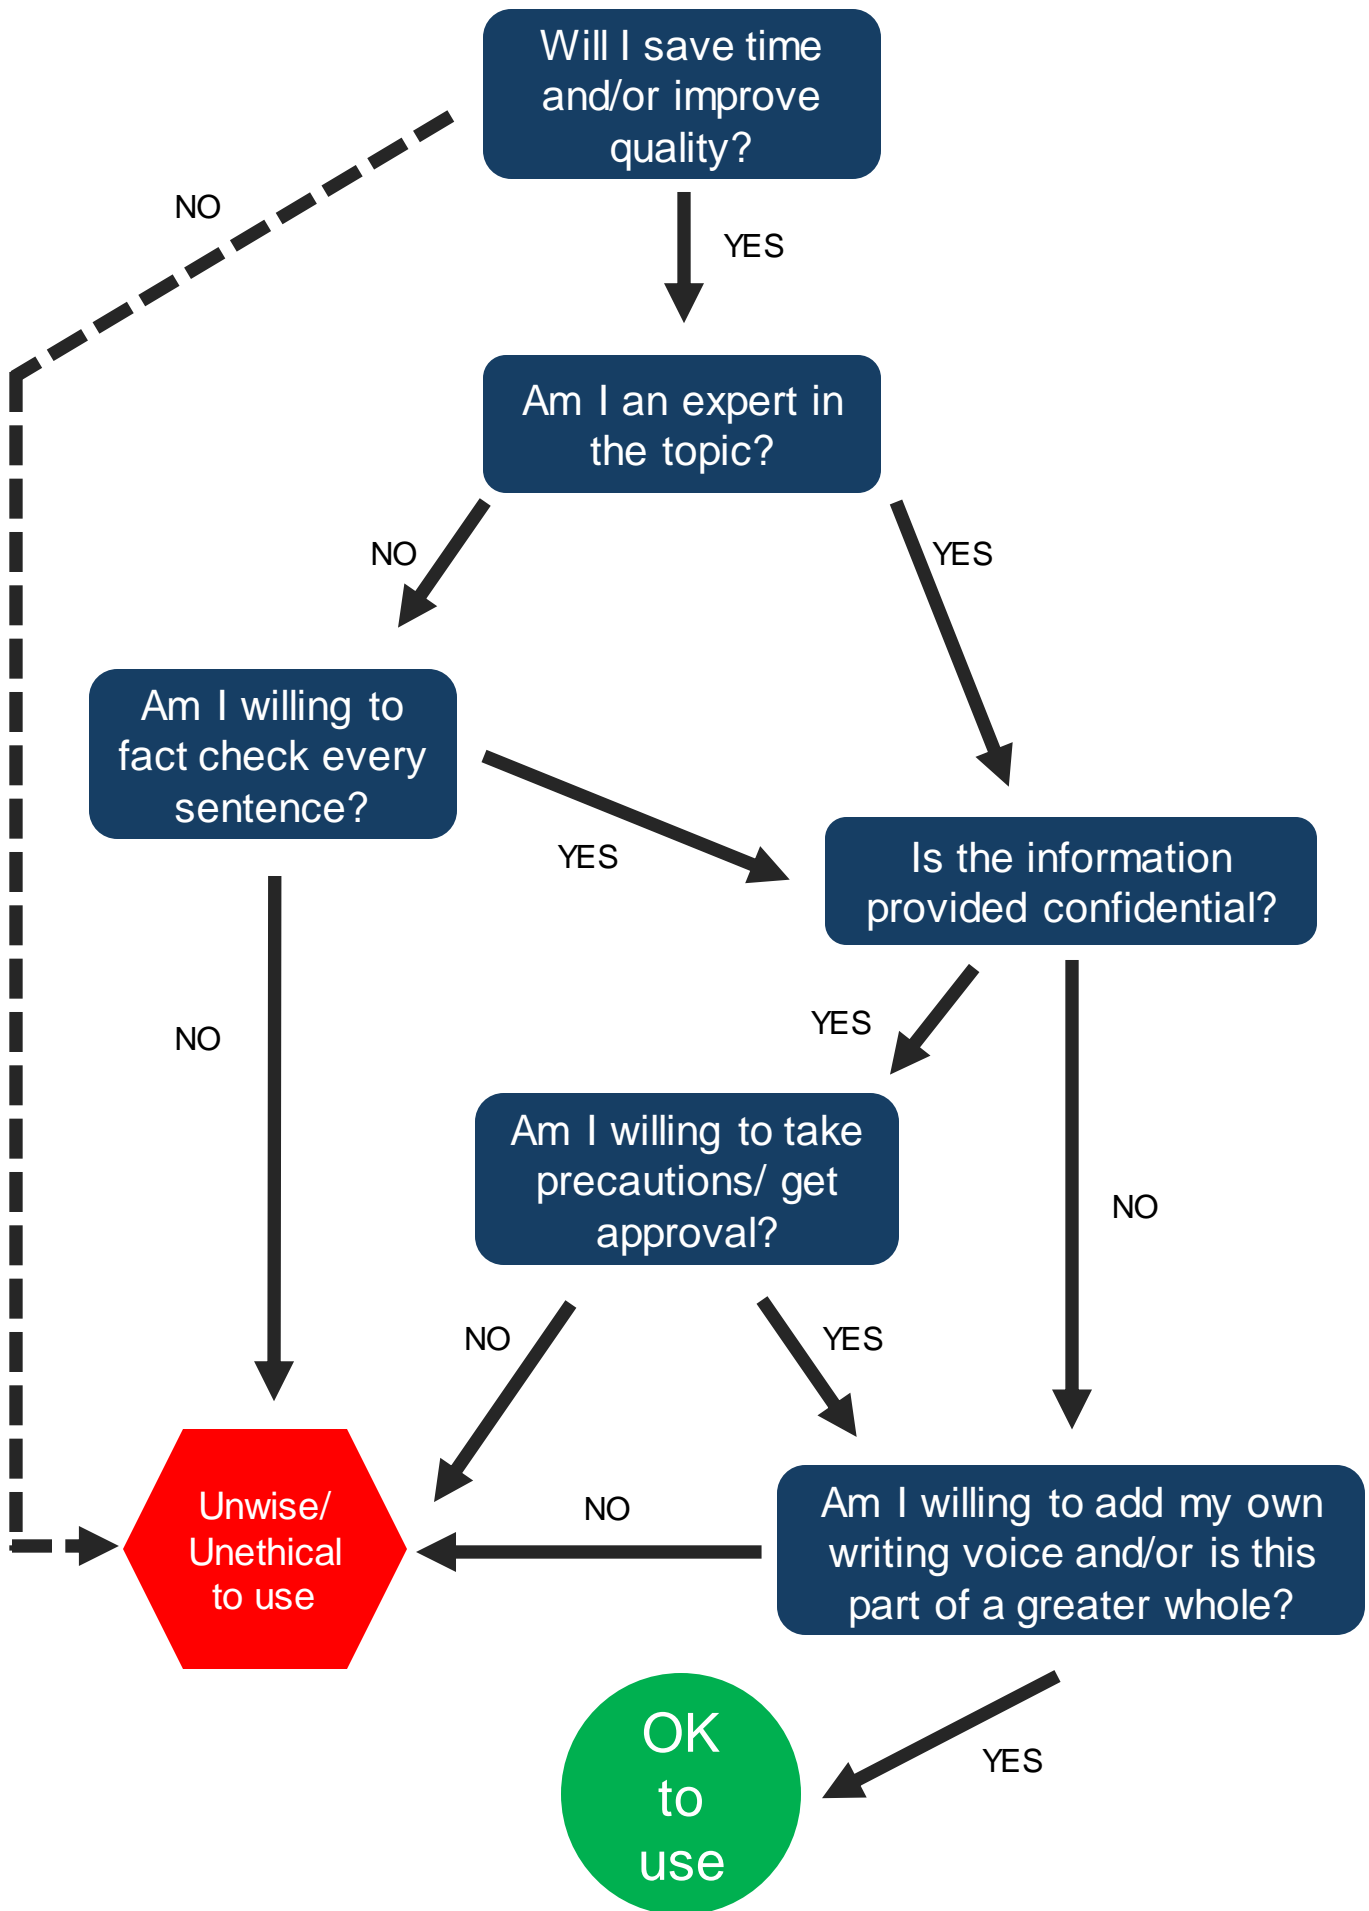 Will I save time
and/or improve
quality?
NO
YES
Am I an expert in
the topic?
NO
YES
Am I willing to
fact check every
sentence?
YES
Is the information
provided confidential?
NO
YES
Am I willing to take
precautions/ get
approval?
NO
NO
YES
Unwise/
Unethical
to use
NO
Am I willing to add my own
writing voice and/or is this
part of a greater whole?
YES
OK
to
use